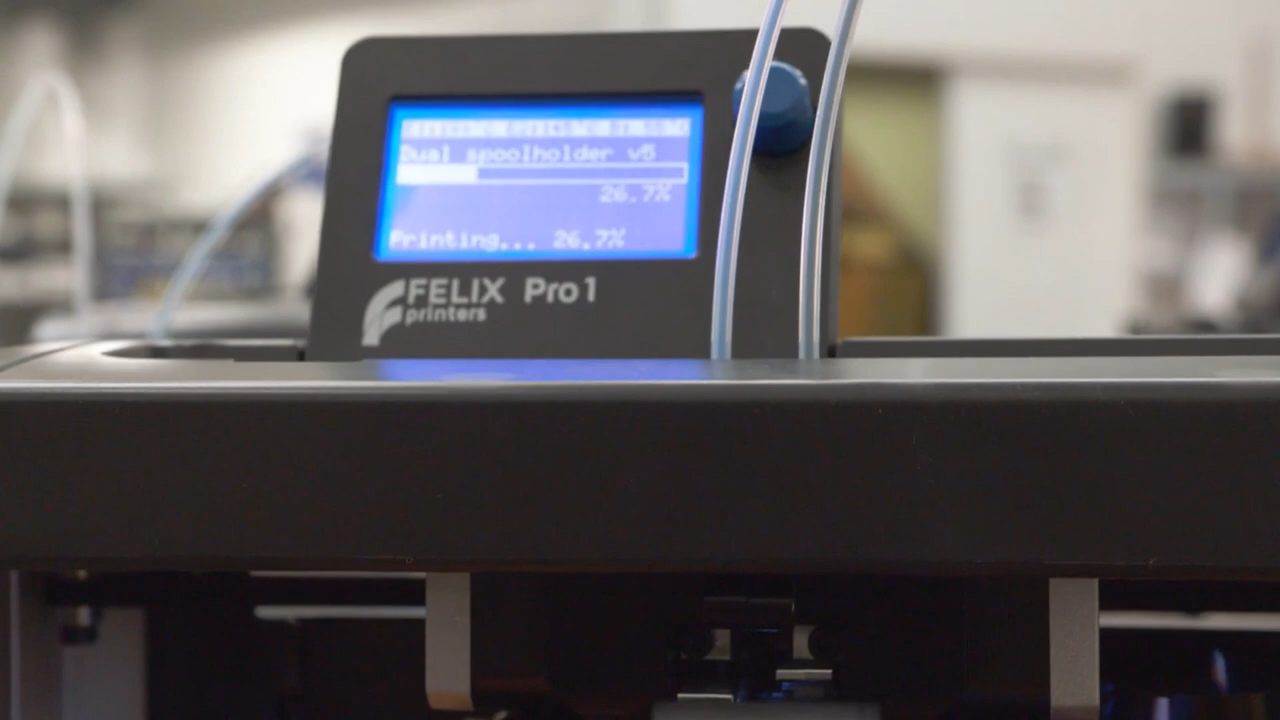 Dual spoolholder v5
26.7%
Printing... 26.7%
FELIX Pro1
printers